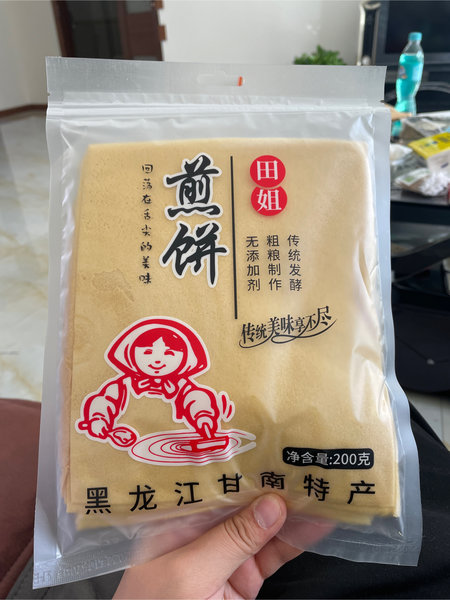 田姐
煎饼
回荡在舌尖的美味
传统发酵
粗粮制作
无添加剂
传统美味享不尽
净含量:200克
黑龙江甘南特产